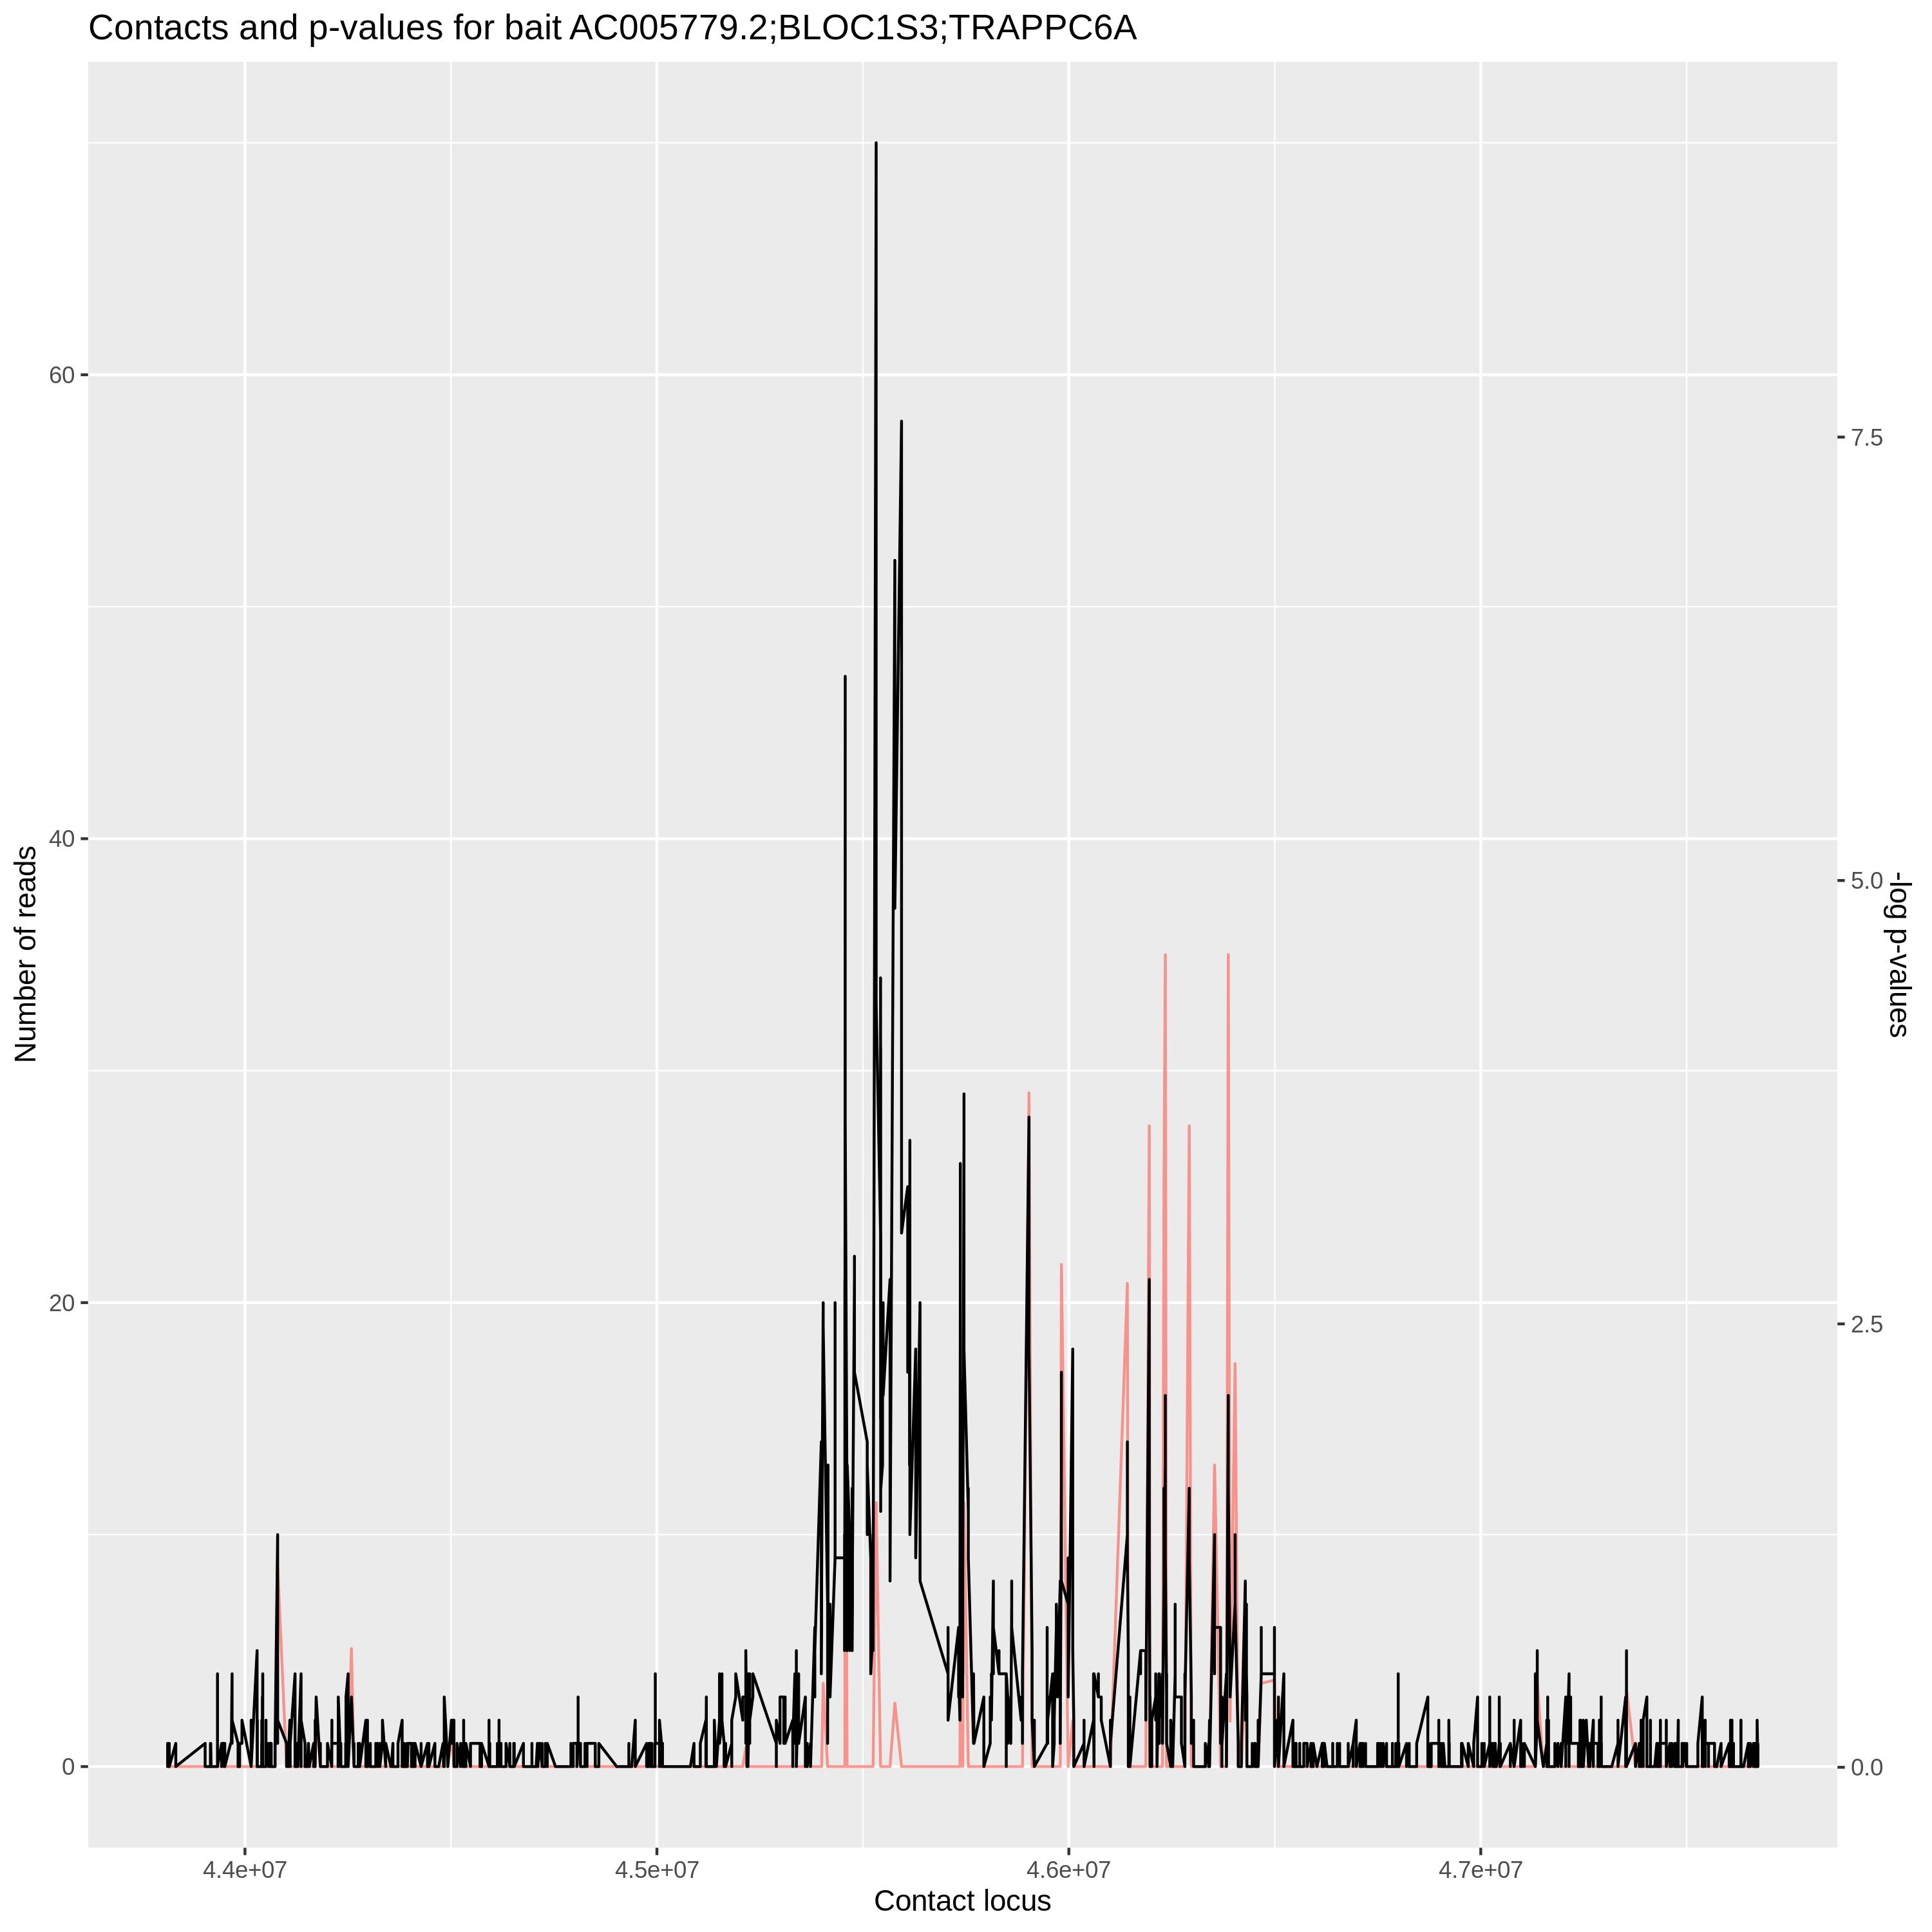 Contacts and p-values for bait AC005779.2;BLOC1S3;TRAPPC6A
60
40
20
0
Number of reads
7.5
5.0
2.5
0.0
-log p-values
4.4e+07 4.5e+07 4.6e+07 4.7e+07
Contact locus